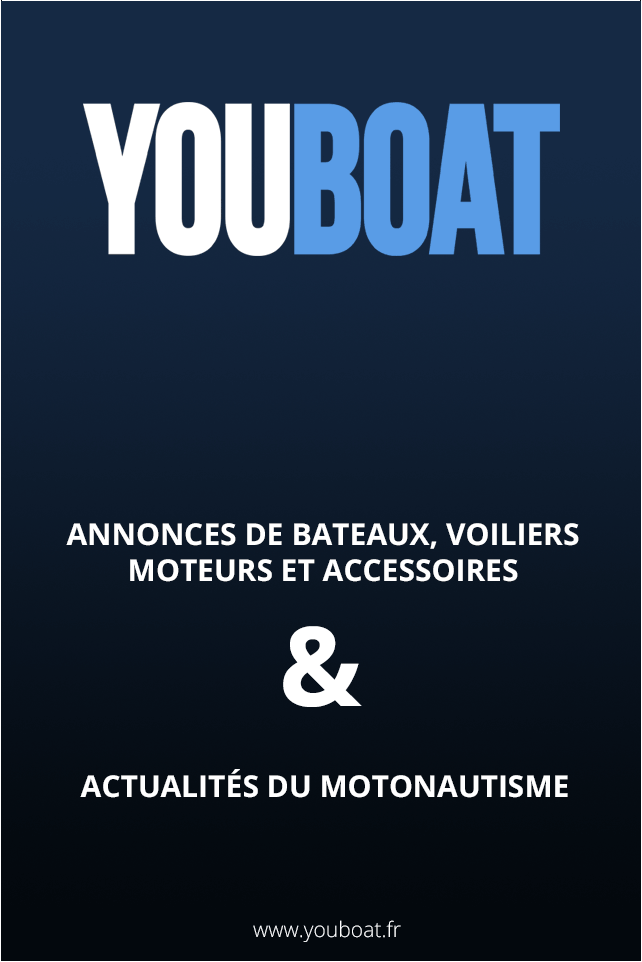 YOUBOAT
ANNONCES DE BATEAUX, VOILIERS
MOTEURS ET ACCESSOIRES
&
ACTUALITÉS DU MOTONAUTISME
www.youboat.fr